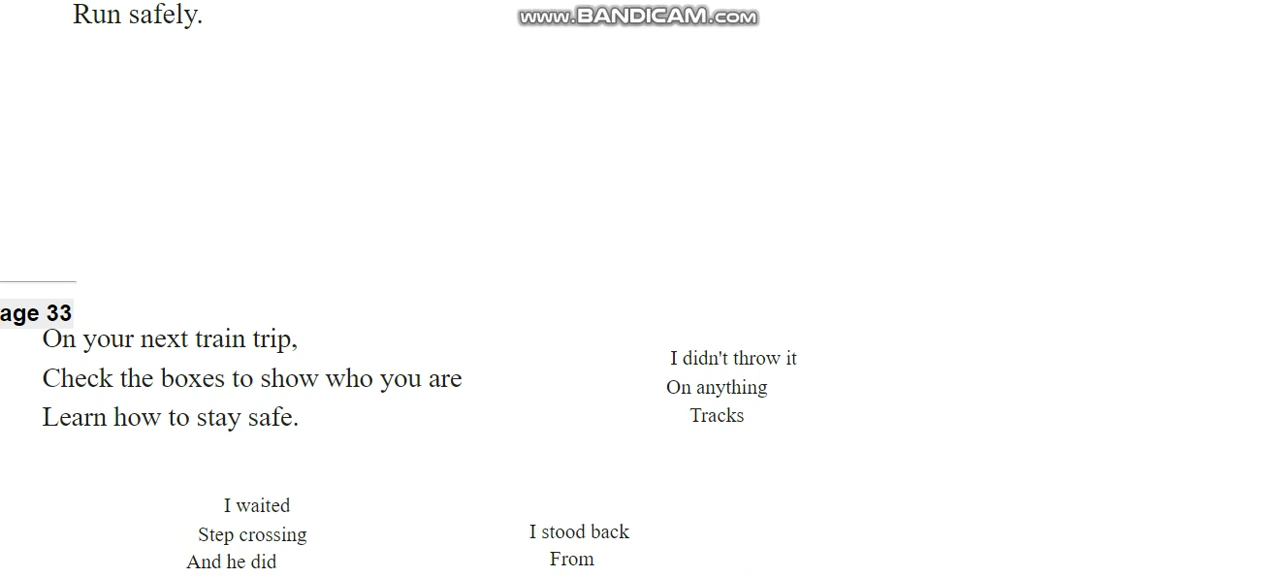 Run safely.
www.BANDICAM.com
age 33
On your next train trip,
Check the boxes to show who you are
Learn how to stay safe.
I didn't throw it
On anything
Tracks
I waited
Step crossing
And he did
I stood back
From